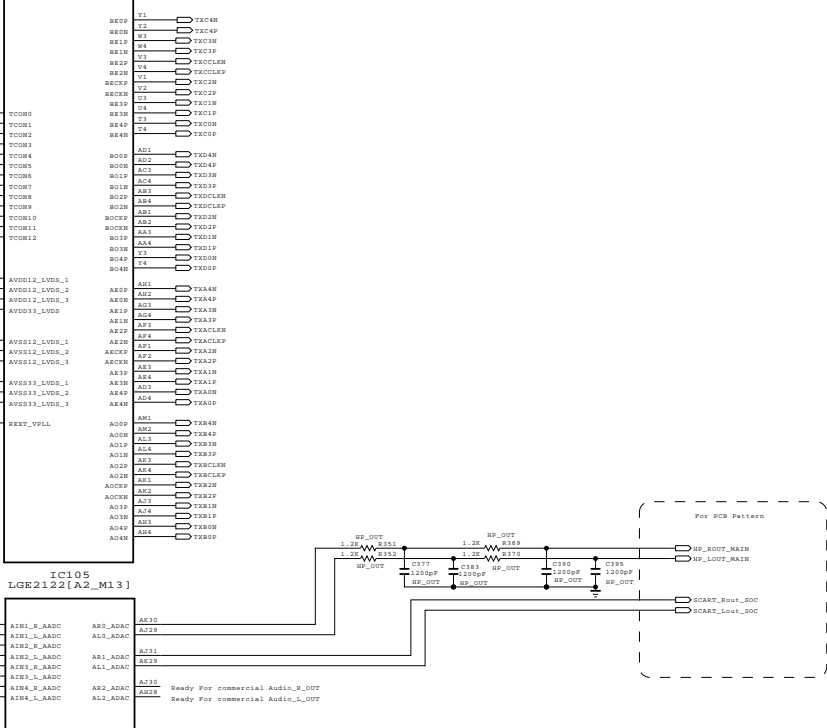 BE0P Y1 TXC4N
BE0N Y2 TXC4P
BE1P W3 TXC3N
BE1N W4 TXC3P
BE2P V3 TXCCLKN
BE2N V4 TXCCLKP
BECKP V1 TXC2N
BECKN V2 TXC2P
BE3P U3 TXC1N
TCON0 BE3N U4 TXC1P
TCON1 BE4P T3 TXC0N
TCON2 BE4N T4 TXC0P
TCON3
TCON4 BO0P AD1 TXD4N
TCON5 BO0N AD2 TXD4P
TCON6 BO1P AC3 TXD3N
TCON7 BO1N AC4 TXD3P
TCON8 BO2P AB3 TXDCLKN
TCON9 BO2N AB4 TXDCLKP
TCON10 BOCKP AB1 TXD2N
TCON11 BOCKN AB2 TXD2P
TCON12 BO3P AA3 TXD1N
BO3N AA4 TXD1P
BO4P Y3 TXD0N
BO4N Y4 TXD0P
AVDD12_LVDS_1
AVDD12_LVDS_2 AE0P AH1 TXA4N
AVDD12_LVDS_3 AE0N AH2 TXA4P
AVDD33_LVDS AE1P AG3 TXA3N
AE1N AG4 TXA3P
AE2P AF3 TXACLKN
AVSS12_LVDS_1 AE2N AF4 TXACLKP
AVSS12_LVDS_2 AECKP AF1 TXA2N
AVSS12_LVDS_3 AECKN AF2 TXA2P
AE3P AE3 TXA1N
AVSS33_LVDS_1 AE3N AE4 TXA1P
AVSS33_LVDS_2 AE4P AD3 TXA0N
AVSS33_LVDS_3 AE4N AD4 TXA0P
REXT_VPLL AO0P AM1 TXB4N
AO0N AM2 TXB4P
AO1P AL3 TXB3N
AO1N AL4 TXB3P
AO2P AK3 TXBCLKN
AO2N AK4 TXBCLKP
AOCKP AK1 TXB2N
AOCKN AK2 TXB2P
AO3P AJ3 TXB1N
AO3N AJ4 TXB1P
AO4P AH3 TXB0N
AO4N AH4 TXB0P
For PCB Pattern
HP_OUT HP_OUT
1.2K R351 1.2K R369 HP_ROUT_MAIN
1.2K R352 1.2K R370 HP_LOUT_MAIN
HP_OUT C377 C383 HP_OUT C390 C395
1200pF 1200pF 1200pF 1200pF
HP_OUT HP_OUT HP_OUT HP_OUT
IC105
LGE2122[A2_M13]
SCART_Rout_SOC
SCART_Lout_SOC
AIN1_R_AADC AR0_ADAC AK30
AIN1_L_AADC AL0_ADAC AJ29
AIN2_R_AADC
AIN2_L_AADC AR1_ADAC AJ31
AIN3_R_AADC AL1_ADAC AK29
AIN3_L_AADC
AIN4_R_AADC AR2_ADAC AJ30 Ready For commercial Audio_R_OUT
AIN4_L_AADC AL2_ADAC AH28 Ready For commercial Audio_L_OUT